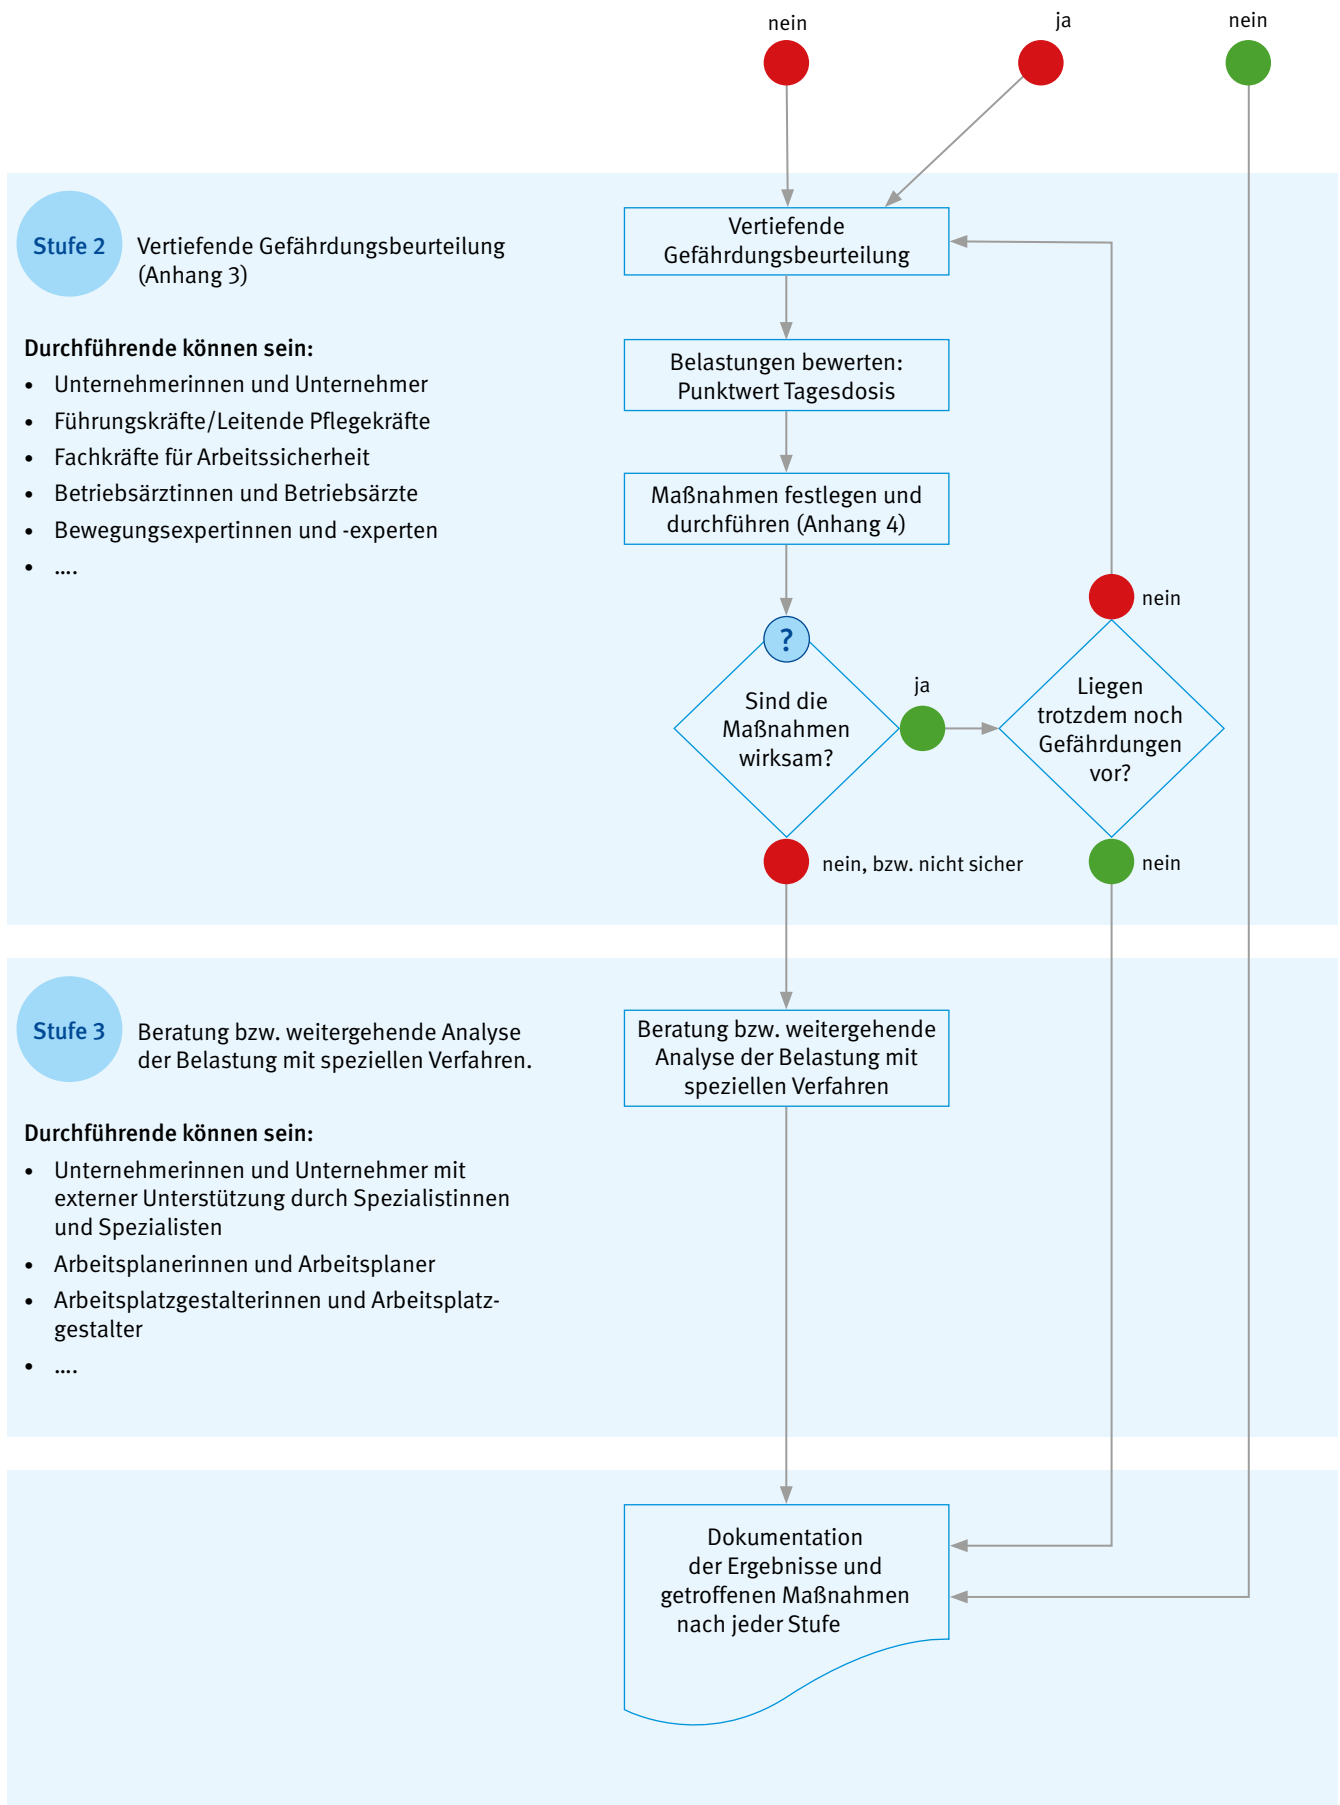 nein
ja
nein
Stufe 2
Vertiefende Gefährdungsbeurteilung
(Anhang 3)
Durchführende können sein:
• Unternehmerinnen und Unternehmer
• Führungskräfte/Leitende Pflegekräfte
• Fachkräfte für Arbeitssicherheit
• Betriebsärztinnen und Betriebsärzte
• Bewegungsexpertinnen und -experten
• ....
Vertiefende
Gefährdungsbeurteilung
Belastungen bewerten:
Punktwert Tagesdosis
Maßnahmen festlegen und
durchführen (Anhang 4)
?
Sind die
Maßnahmen
wirksam?
ja
nein
Liegen
trotzdem noch
Gefährdungen
vor?
nein, bzw. nicht sicher
nein
Stufe 3
Beratung bzw. weitergehende Analyse
der Belastung mit speziellen Verfahren.
Durchführende können sein:
• Unternehmerinnen und Unternehmer mit
externer Unterstützung durch Spezialistinnen
und Spezialisten
• Arbeitsplanerinnen und Arbeitsplaner
• Arbeitsplatzgestalterinnen und Arbeitsplatz-
gestalter
• ....
Beratung bzw. weitergehende
Analyse der Belastung mit
speziellen Verfahren
Dokumentation
der Ergebnisse und
getroffenen Maßnahmen
nach jeder Stufe